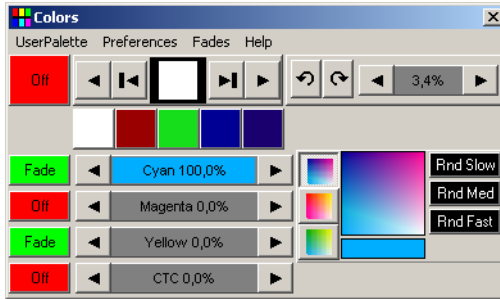 Colors
UserPalette Preferences Fades Help
Off 3,4%
Fade Cyan 100,0% Rnd Slow
Off Magenta 0,0% Rnd Med
Rnd Fast
Fade Yellow 0,0%
Off CTC 0,0%